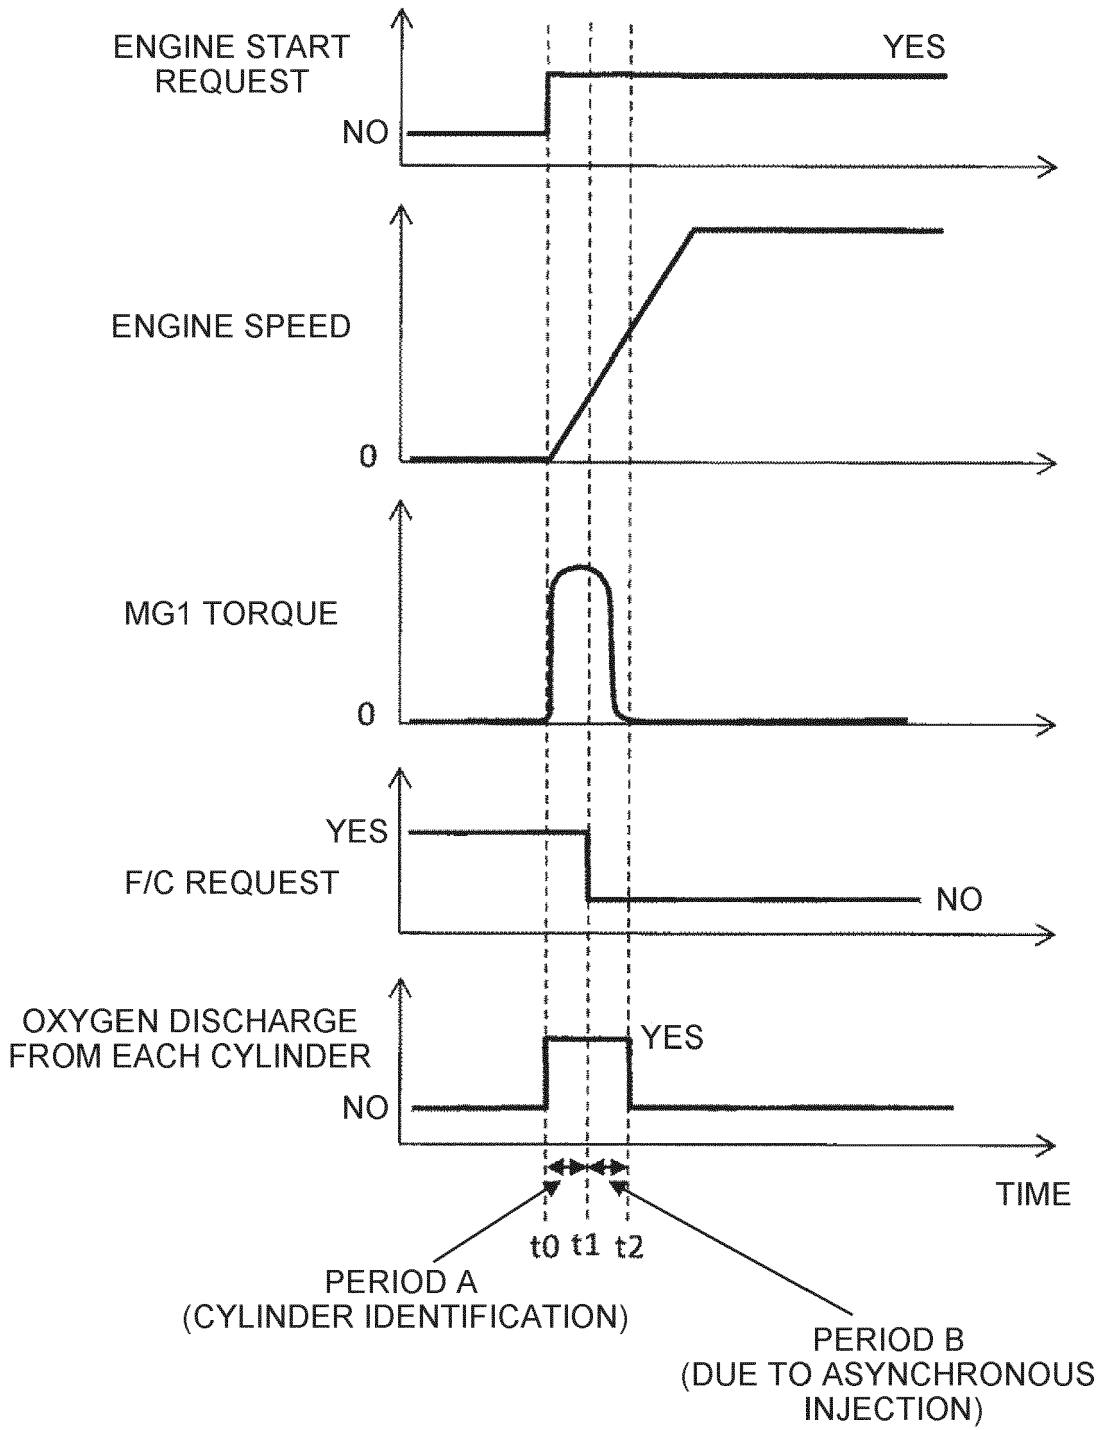 ENGINE START
REQUEST
YES
NO
ENGINE SPEED
0
MG1 TORQUE
0
YES
F/C REQUEST
NO
OXYGEN DISCHARGE
FROM EACH CYLINDER
YES
NO
TIME
t0 t1 t2
PERIOD A
(CYLINDER IDENTIFICATION)
PERIOD B
(DUE TO ASYNCHRONOUS
INJECTION)